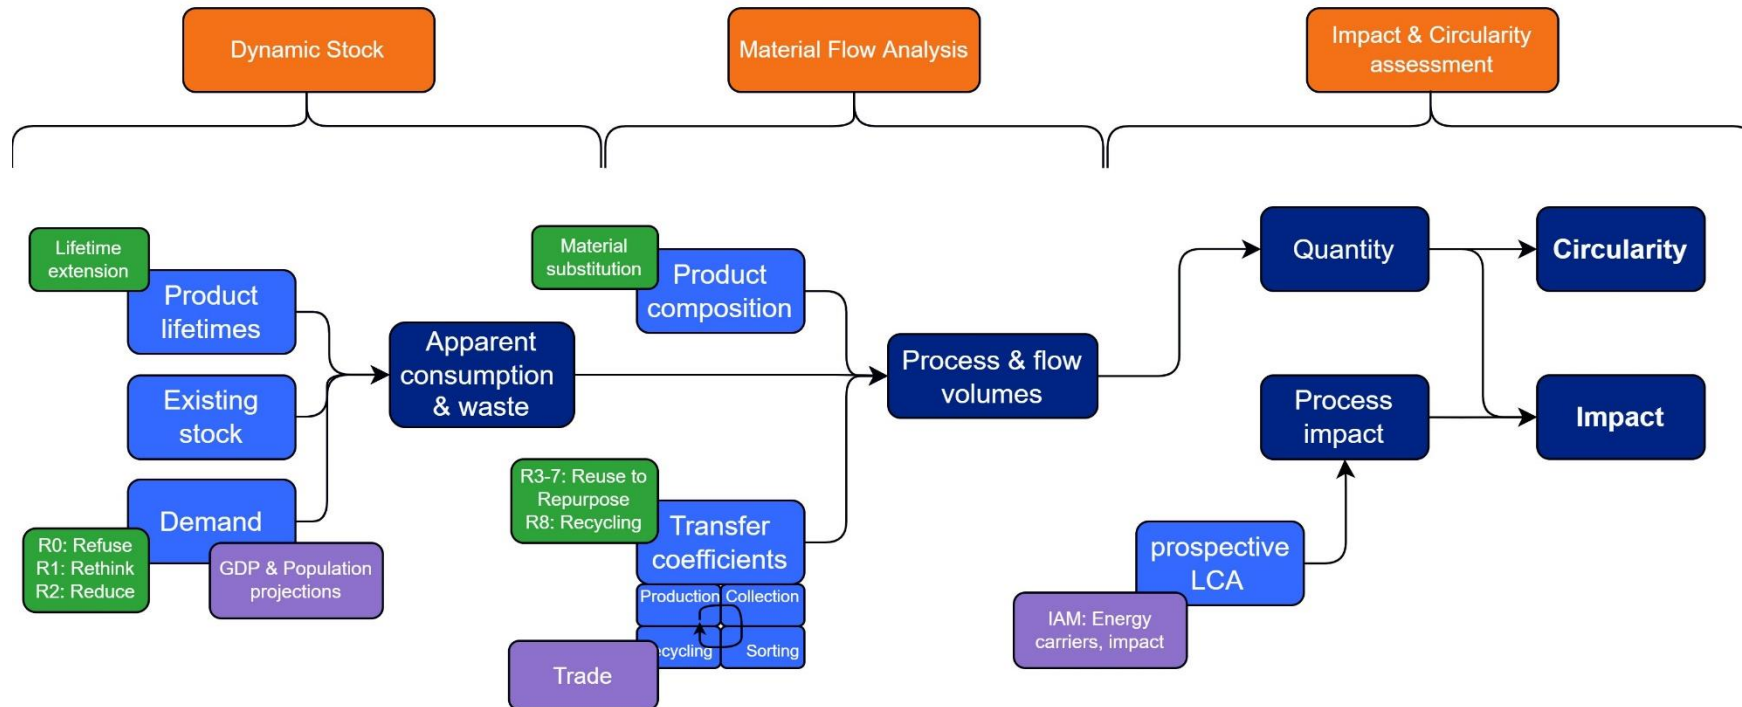 Dynamic Stock
Material Flow Analysis
Impact & Circularity
assessment
Lifetime
extension
Product
lifetimes
Existing
stock
Demand
R0: Refuse
R1: Rethink
R2: Reduce
GDP & Population
projections
Apparent
consumption
& waste
Material
substitution
Product
composition
R3-7: Reuse to
Repurpose
R8: Recycling
Transfer
coefficients
Production
Collection
ecycling
Sorting
Trade
Process & flow
volumes
Quantity
Circularity
Process
impact
Impact
prospective
LCA
IAM: Energy
carriers, impact